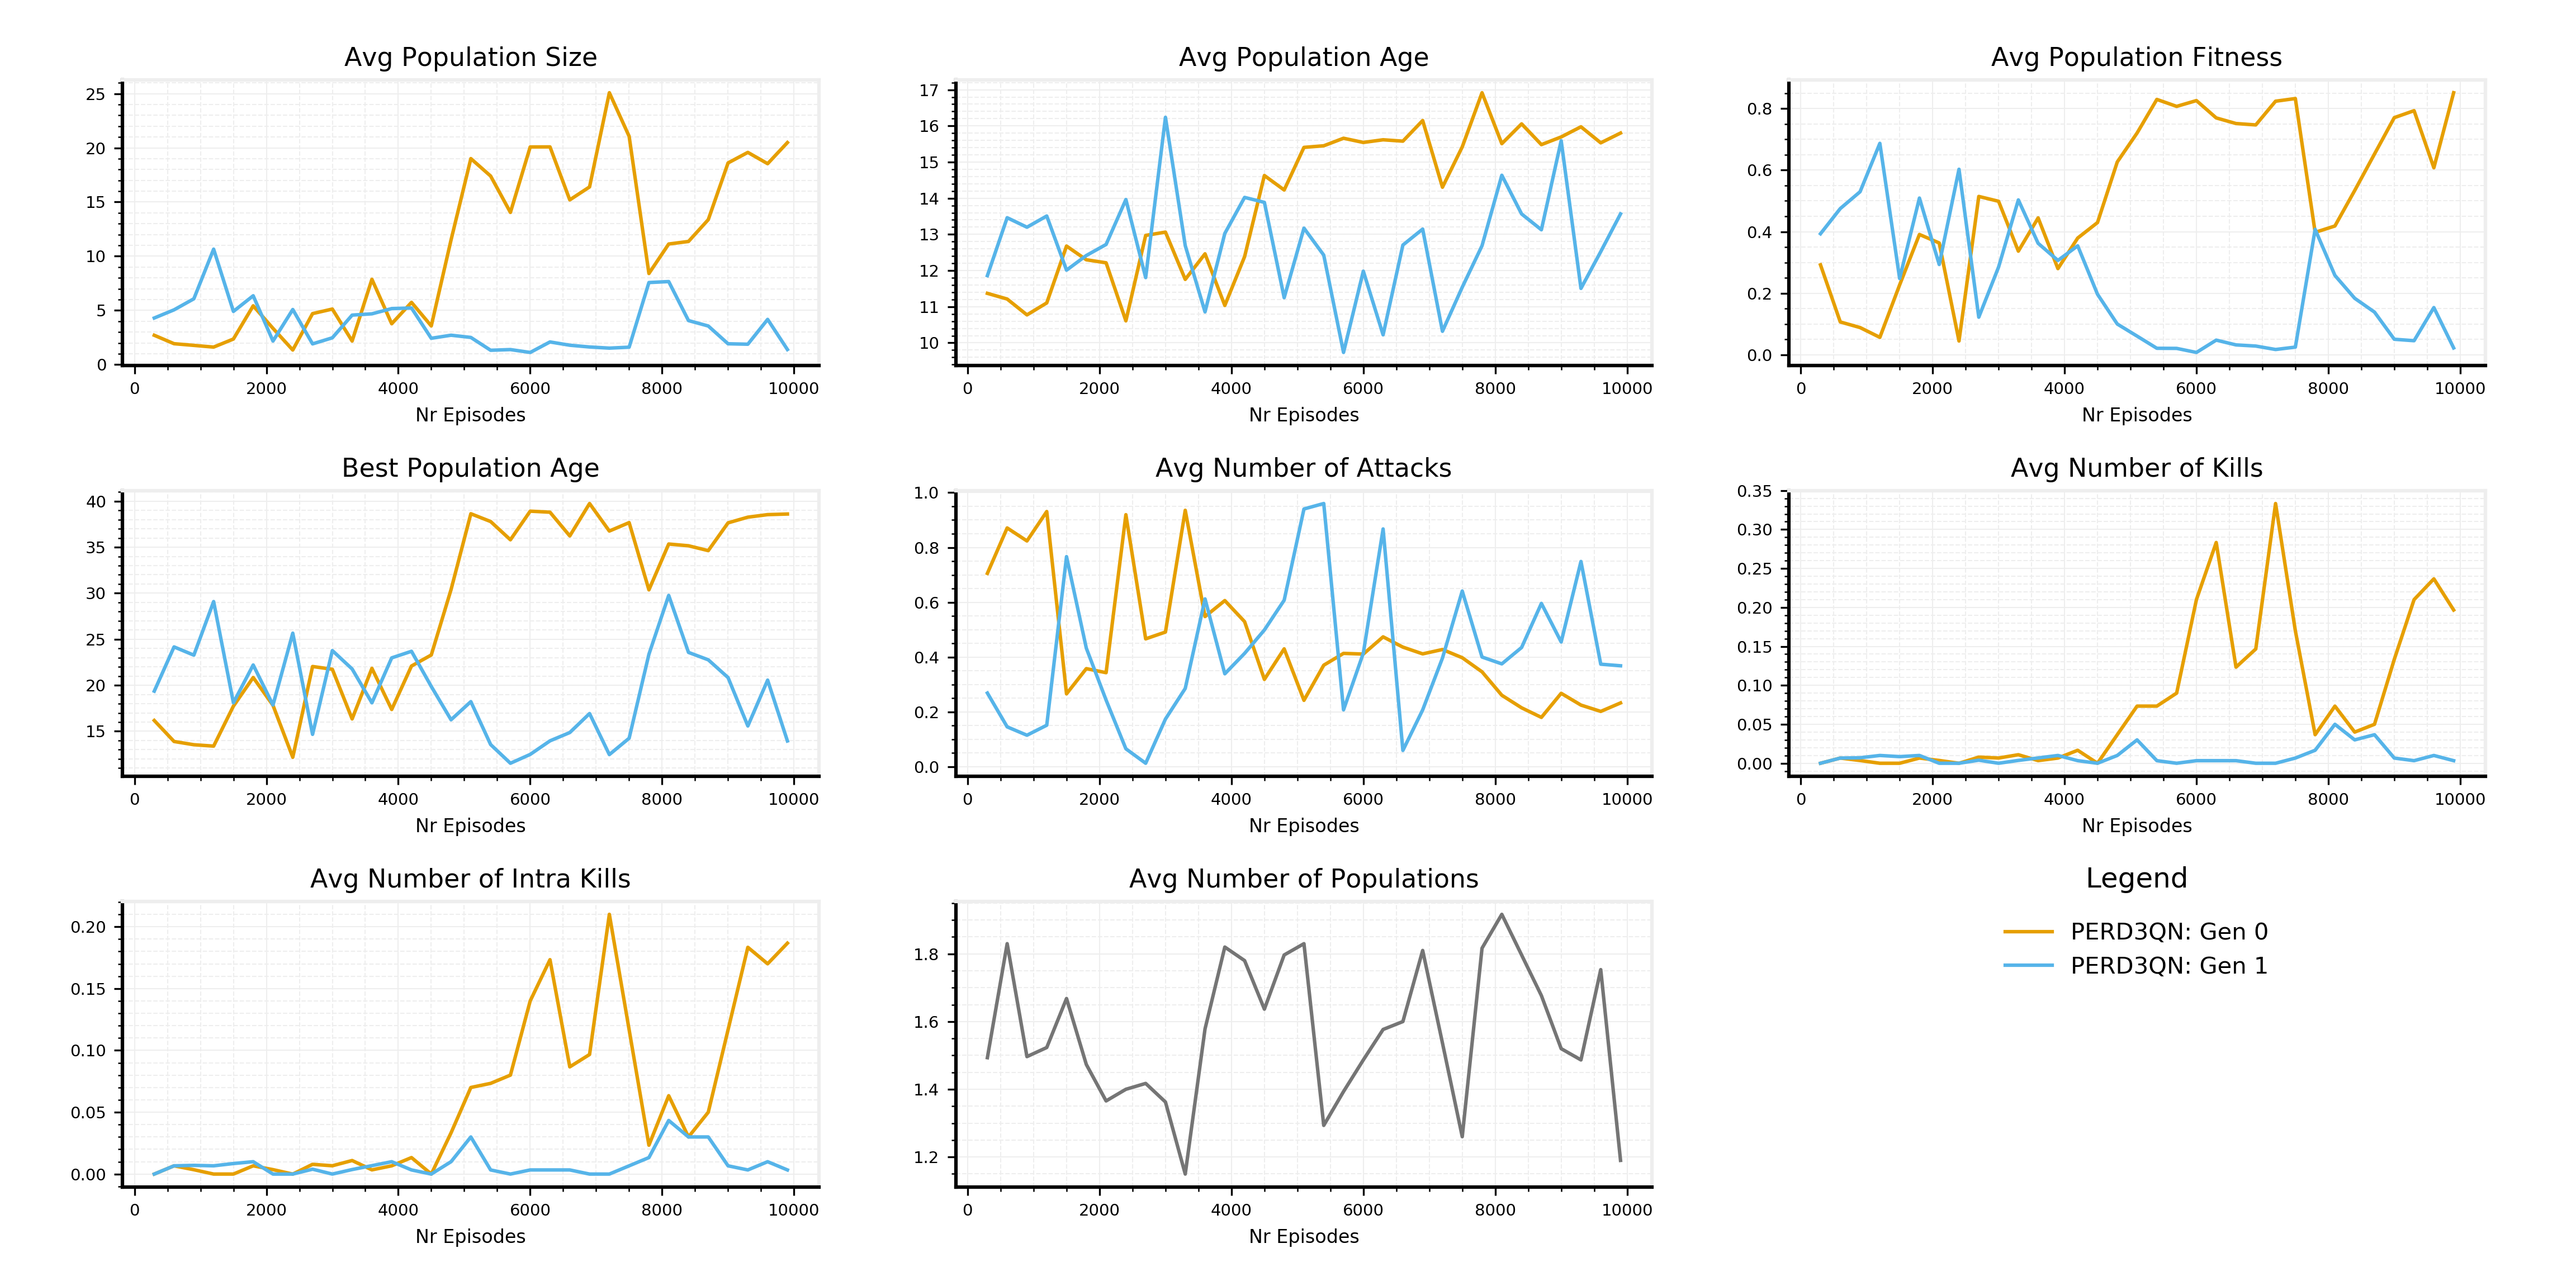 Avg Population Size
25
20
15
10
5
0
0 2000 4000 6000 8000 10000
Nr Episodes
Avg Population Age
17
16
15
14
13
12
11
10
0 2000 4000 6000 8000 10000
Nr Episodes
Avg Population Fitness
0.8
0.6
0.4
0.2
0.0
0 2000 4000 6000 8000 10000
Nr Episodes
Best Population Age
40
35
30
25
20
15
0 2000 4000 6000 8000 10000
Nr Episodes
Avg Number of Attacks
1.0
0.8
0.6
0.4
0.2
0.0
0 2000 4000 6000 8000 10000
Nr Episodes
Avg Number of Kills
0.35
0.30
0.25
0.20
0.15
0.10
0.05
0.00
0 2000 4000 6000 8000 10000
Nr Episodes
Avg Number of Intra Kills
0.20
0.15
0.10
0.05
0.00
0 2000 4000 6000 8000 10000
Nr Episodes
Avg Number of Populations
1.8
1.6
1.4
1.2
0 2000 4000 6000 8000 10000
Nr Episodes
Legend
PERD3QN: Gen 0
PERD3QN: Gen 1